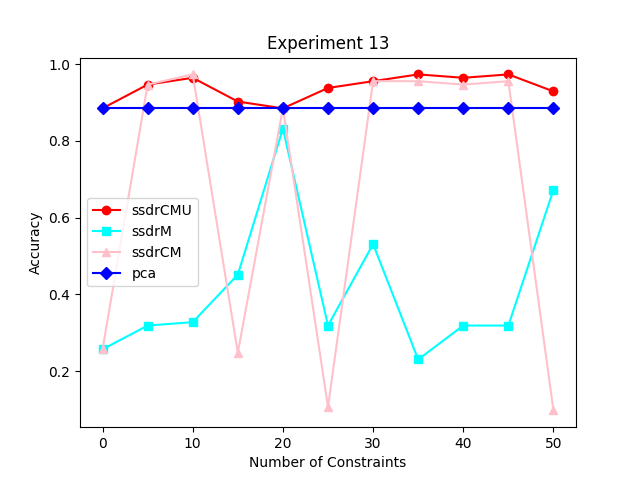 Experiment 13
1.0
0.8
0.6
0.4
0.2
Accuracy
ssdrCMU
ssdrM
ssdrCM
pca
0 10 20 30 40 50
Number of Constraints